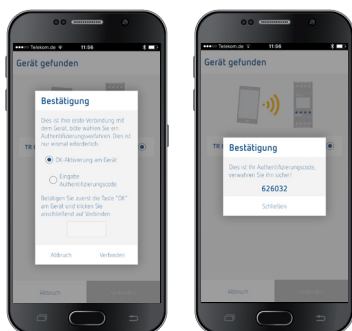 Telekom.de 11:56
Gerät gefunden
Bestätigung
Dies ist Ihre erste Verbindung mit
dem Gerät, bitte wählen Sie ein
Authentifizierungsverfahren. Dies ist
nur einmal erforderlich:
OK-Aktivierung am Gerät
Eingabe
Authentifizierungscode
Betätigen Sie zuerst die Taste "OK"
am Gerät und klicken Sie
anschließend auf Verbinden
Abbruch Verbinden
TR
Telekom.de 11:56
Gerät gefunden
TR
Bestätigung
Dies ist Ihr Authentifizierungscode,
verwahren Sie ihn sicher!
626032
Schließen
Abbruch